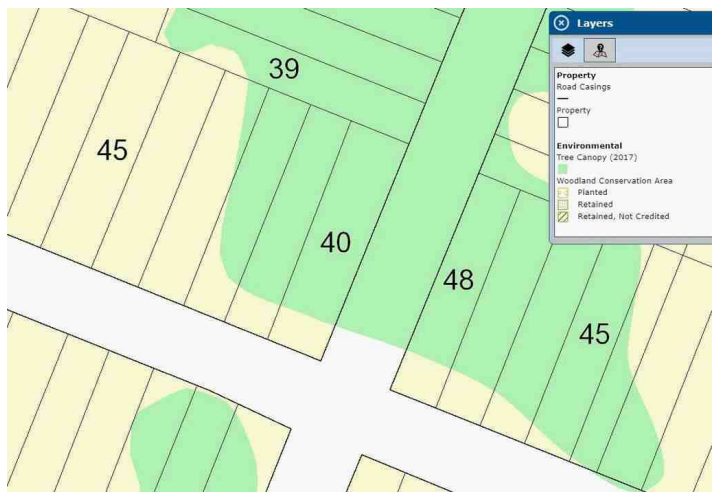 39
45
40
48
45
Layers
Property
Road Casings
Property
Environmental
Tree Canopy (2017)
Woodland Conservation Area
Planted
Retained
Retained, Not Credited